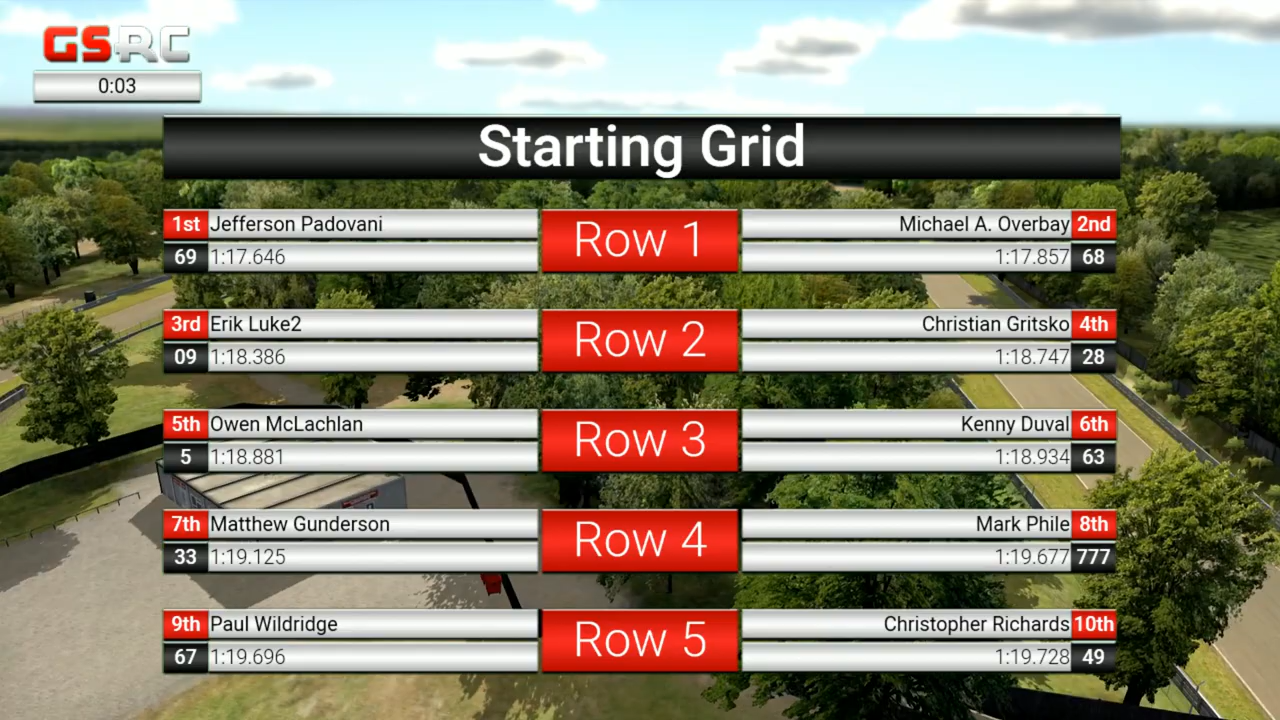 GSRC
0:03
Starting Grid
1st Jefferson Padovani Row 1 Michael A. Overbay 2nd
69 1:17.646 1:17.857 68
3rd Erik Luke2 Row 2 Christian Gritsko 4th
09 1:18.386 1:18.747 28
5th Owen McLachlan Row 3 Kenny Duval 6th
5 1:18.881 1:18.934 63
7th Matthew Gunderson Row 4 Mark Phile 8th
33 1:19.125 1:19.677 777
9th Paul Wildridge Row 5 Christopher Richards 10th
67 1:19.696 1:19.728 49